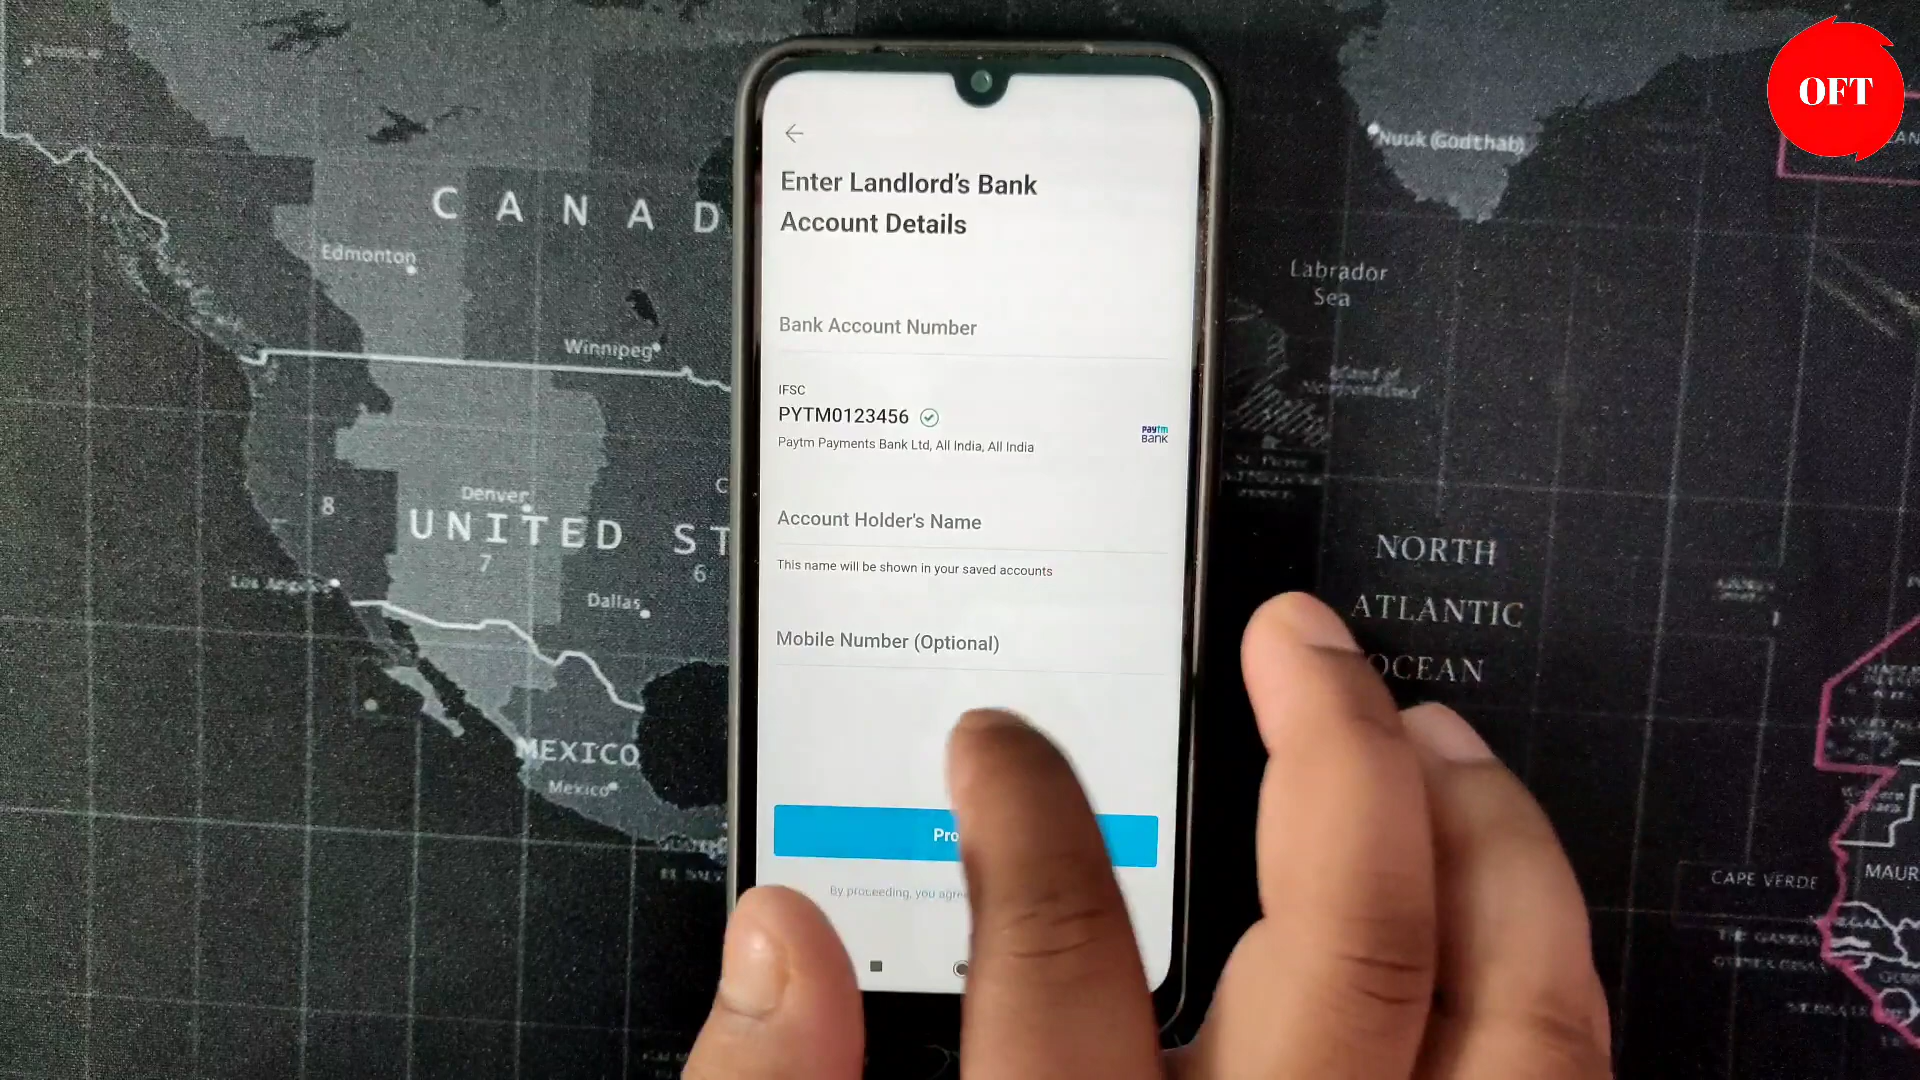 OFT
Enter Landlord's Bank
Account Details
Bank Account Number
IFSC
PYTM0123456
Paytm Payments Bank Ltd, All India, All India
paytm
BANK
Account Holder's Name
This name will be shown in your saved accounts
Mobile Number (Optional)
Pro
By proceeding, you agre
CANAD
Edmonton
Winnipeg
Denver
UNITED ST
8
7
6
Los Angeles
Dallas
MEXICO
Mexico
Nuuk (Godthab)
Labrador
Sea
NORTH
ATLANTIC
OCEAN
CAPE VERDE
MAUR